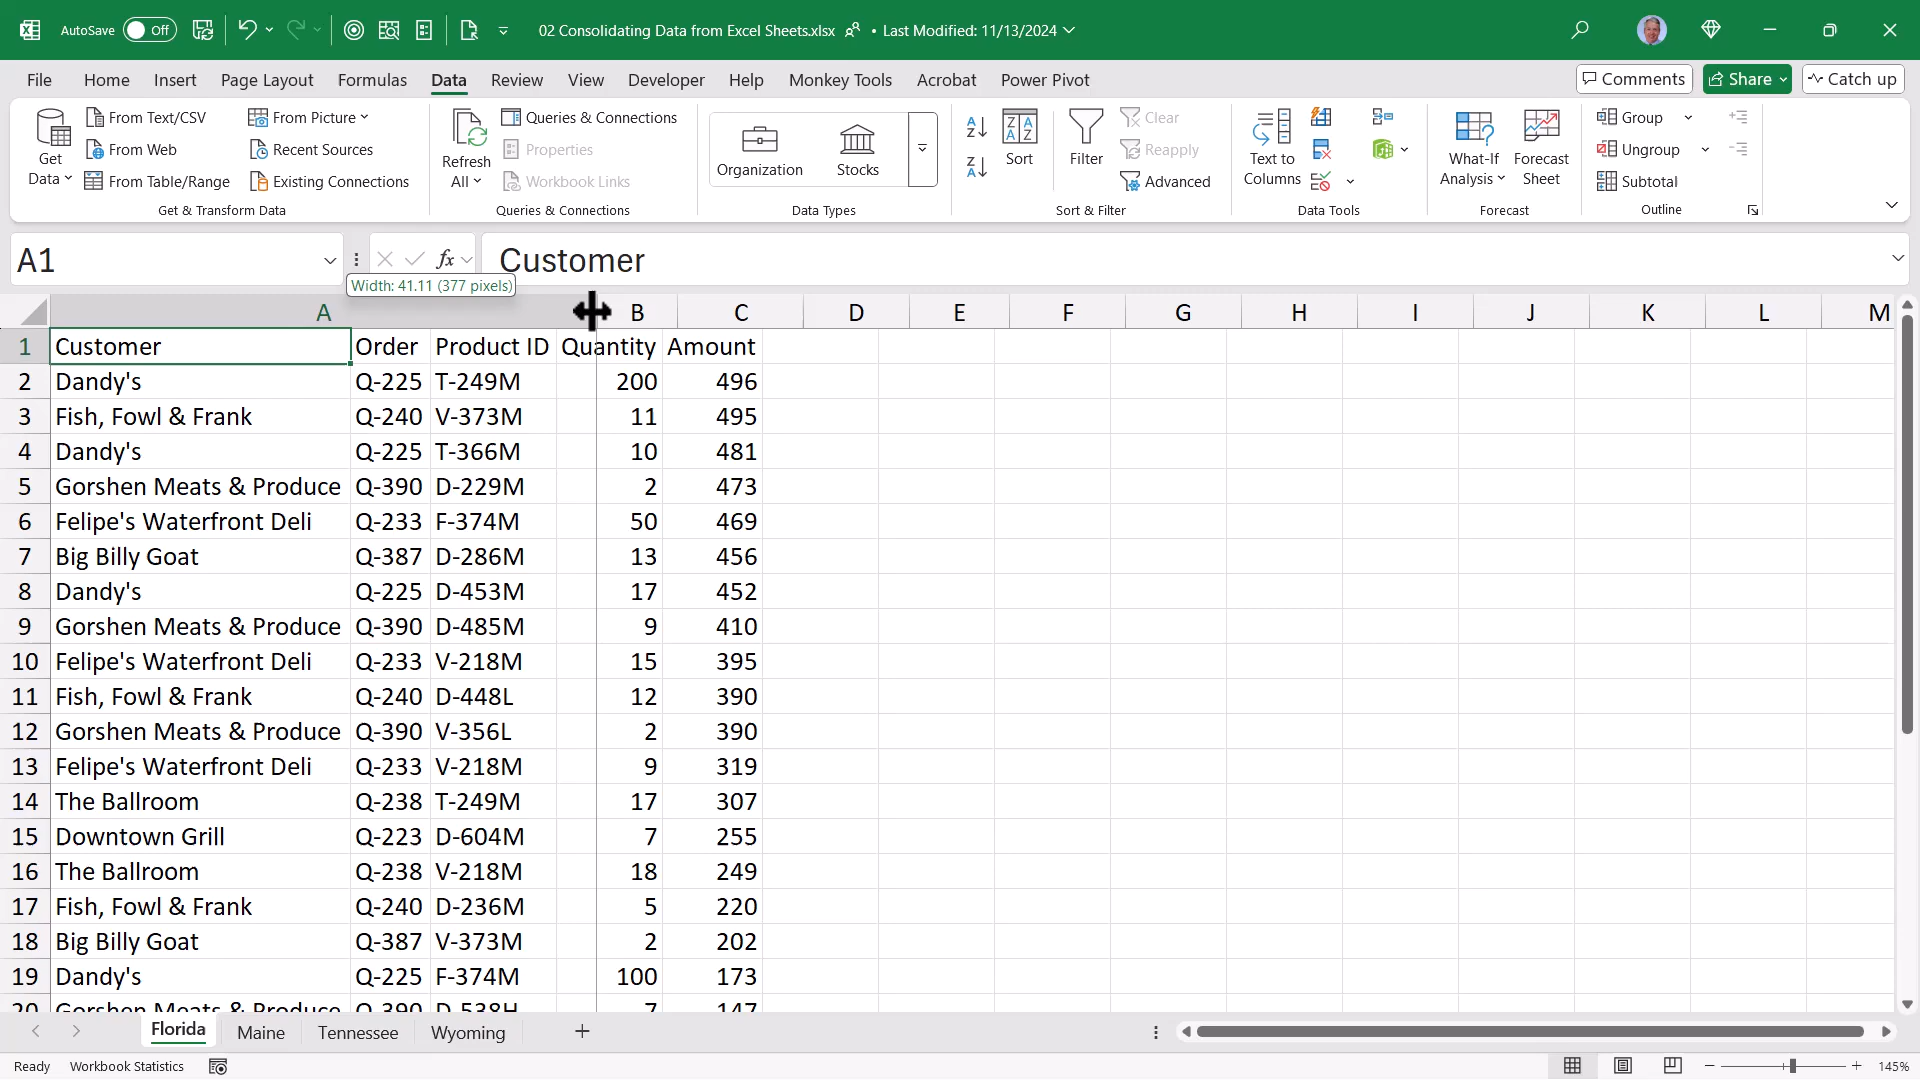 AutoSave Off 02 Consolidating Data from Excel Sheets.xlsx • Last Modified: 11/13/2024
File Home Insert Page Layout Formulas Data Review View Developer Help Monkey Tools Acrobat Power Pivot Comments Share Catch up
Get Data
From Text/CSV
From Web
From Table/Range
From Picture
Recent Sources
Existing Connections
Get & Transform Data
Refresh All
Queries & Connections
Properties
Workbook Links
Queries & Connections
Organization
Stocks
Data Types
Sort
Filter
Clear
Reapply
Advanced
Sort & Filter
Text to Columns
Data Tools
What-If Analysis
Forecast Sheet
Forecast
Group
Ungroup
Subtotal
Outline
A1 fx Customer
Width: 41.11 (377 pixels)
A B C D E F G H I J K L M
1 Customer Order Product ID Quantity Amount
2 Dandy's Q-225 T-249M 200 496
3 Fish, Fowl & Frank Q-240 V-373M 11 495
4 Dandy's Q-225 T-366M 10 481
5 Gorshen Meats & Produce Q-390 D-229M 2 473
6 Felipe's Waterfront Deli Q-233 F-374M 50 469
7 Big Billy Goat Q-387 D-286M 13 456
8 Dandy's Q-225 D-453M 17 452
9 Gorshen Meats & Produce Q-390 D-485M 9 410
10 Felipe's Waterfront Deli Q-233 V-218M 15 395
11 Fish, Fowl & Frank Q-240 D-448L 12 390
12 Gorshen Meats & Produce Q-390 V-356L 2 390
13 Felipe's Waterfront Deli Q-233 V-218M 9 319
14 The Ballroom Q-238 T-249M 17 307
15 Downtown Grill Q-223 D-604M 7 255
16 The Ballroom Q-238 V-218M 18 249
17 Fish, Fowl & Frank Q-240 D-236M 5 220
18 Big Billy Goat Q-387 V-373M 2 202
19 Dandy's Q-225 F-374M 100 173
20 Gorshen Meats & Produce Q-390 D-538H 7 147
Florida Maine Tennessee Wyoming
Ready Workbook Statistics 145%